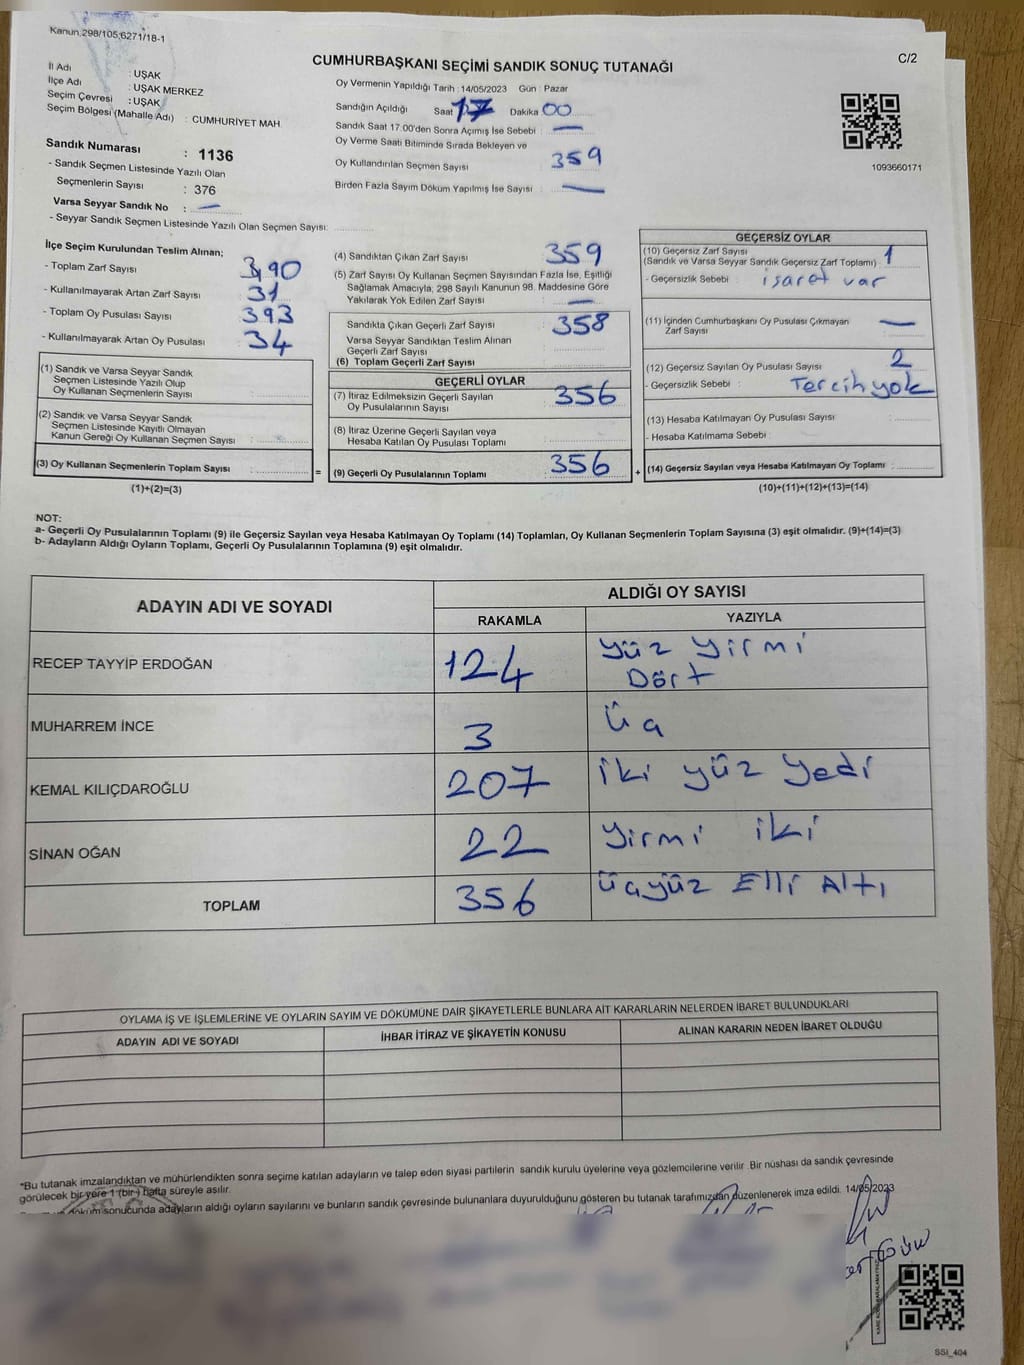 Kanun,298/105,6271/18-1
C/2
CUMHURBAŞKANI SEÇİMİ SANDIK SONUÇ TUTANAĞI
İl Adı : UŞAK
İlçe Adı : UŞAK MERKEZ
Seçim Çevresi : UŞAK
Seçim Bölgesi (Mahalle Adı) : CUMHURİYET MAH.
Sandık Numarası : 1136
- Sandık Seçmen Listesinde Yazılı Olan
Seçmenlerin Sayısı : 376
Varsa Seyyar Sandık No : —
- Seyyar Sandık Seçmen Listesinde Yazılı Olan Seçmen Sayısı:
Oy Vermenin Yapıldığı Tarih : 14/05/2023 Gün : Pazar
Sandığın Açıldığı Saat 17 Dakika 00
Sandık Saat 17.00'den Sonra Açımış İse Sebebi : —
Oy Verme Saati Bitiminde Sırada Bekleyen ve
Oy Kullandırılan Seçmen Sayısı : 359
Birden Fazla Sayım Döküm Yapılmış İse Sayısı : —
1093660171
İlçe Seçim Kurulundan Teslim Alınan;
- Toplam Zarf Sayısı : 390
- Kullanılmayarak Artan Zarf Sayısı : 31
- Toplam Oy Pusulası Sayısı : 393
- Kullanılmayarak Artan Oy Pusulası : 34
(1) Sandık ve Varsa Seyyar Sandık
Seçmen Listesinde Yazılı Olup
Oy Kullanan Seçmenlerin Sayısı :
(2) Sandık ve Varsa Seyyar Sandık
Seçmen Listesinde Kayıtlı Olmayan
Kanun Gereği Oy Kullanan Seçmen Sayısı :
(3) Oy Kullanan Seçmenlerin Toplam Sayısı :
(1)+(2)=(3)
=
(4) Sandıktan Çıkan Zarf Sayısı : 359
(5) Zarf Sayısı Oy Kullanan Seçmen Sayısından Fazla İse, Eşitliği
Sağlamak Amacıyla, 298 Sayılı Kanunun 98. Maddesine Göre
Yakılarak Yok Edilen Zarf Sayısı : —
Sandıkta Çıkan Geçerli Zarf Sayısı : 358
Varsa Seyyar Sandıktan Teslim Alınan
Geçerli Zarf Sayısı :
(6) Toplam Geçerli Zarf Sayısı :
GEÇERLİ OYLAR
(7) İtiraz Edilmeksizin Geçerli Sayılan
Oy Pusulalarının Sayısı : 356
(8) İtiraz Üzerine Geçerli Sayılan veya
Hesaba Katılan Oy Pusulası Toplamı :
(9) Geçerli Oy Pusulalarının Toplamı : 356
+
GEÇERSİZ OYLAR
(10) Geçersiz Zarf Sayısı
(Sandık ve Varsa Seyyar Sandık Geçersiz Zarf Toplamı) : 1
- Geçersizlik Sebebi : işaret var
(11) İçinden Cumhurbaşkanı Oy Pusulası Çıkmayan
Zarf Sayısı : —
(12) Geçersiz Sayılan Oy Pusulası Sayısı : 2
- Geçersizlik Sebebi : Tercih yok
(13) Hesaba Katılmayan Oy Pusulası Sayısı :
- Hesaba Katılmama Sebebi :
(14) Geçersiz Sayılan veya Hesaba Katılmayan Oy Toplamı :
(10)+(11)+(12)+(13)=(14)
NOT:
a- Geçerli Oy Pusulalarının Toplamı (9) ile Geçersiz Sayılan veya Hesaba Katılmayan Oy Toplamı (14) Toplamları, Oy Kullanan Seçmenlerin Toplam Sayısına (3) eşit olmalıdır. (9)+(14)=(3)
b- Adayların Aldığı Oyların Toplamı, Geçerli Oy Pusulalarının Toplamına (9) eşit olmalıdır.
ADAYIN ADI VE SOYADI ALDIĞI OY SAYISI
RAKAMLA YAZIYLA
RECEP TAYYİP ERDOĞAN 124 yüz yirmi
Dört
MUHARREM İNCE 3 üç
KEMAL KILIÇDAROĞLU 207 iki yüz yedi
SİNAN OĞAN 22 yirmi iki
TOPLAM 356 üçyüz Elli Altı
OYLAMA İŞ VE İŞLEMLERİNE VE OYLARIN SAYIM VE DÖKÜMÜNE DAİR ŞİKAYETLERLE BUNLARA AİT KARARLARIN NELERDEN İBARET BULUNDUKLARI
ADAYIN ADI VE SOYADI İHBAR İTİRAZ VE ŞİKAYETİN KONUSU ALINAN KARARIN NEDEN İBARET OLDUĞU
*Bu tutanak imzalandıktan ve mühürlendikten sonra seçime katılan adayların ve talep eden siyasi partilerin sandık kurulu üyelerine veya gözlemcilerine verilir. Bir nüshası da sandık çevresinde
görülecek bir yere 1 (bir ) hafta süreyle asılır.
döküm sonucunda adayların aldığı oyların sayılarını ve bunların sandık çevresinde bulunanlara duyurulduğunu gösteren bu tutanak tarafımızdan düzenlenerek imza edildi. 14/05/2023
SSI_404